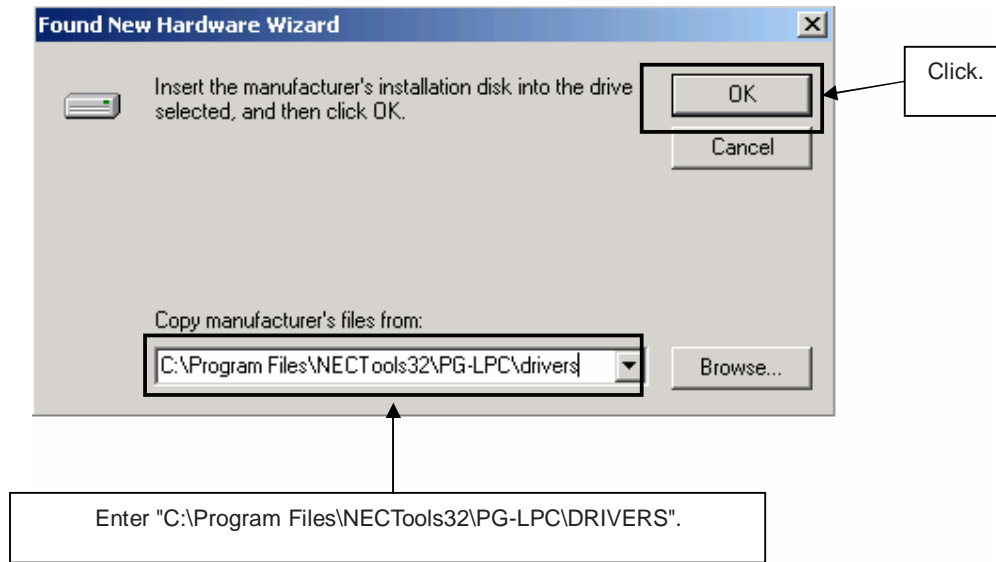 Found New Hardware Wizard
Insert the manufacturer's installation disk into the drive
selected, and then click OK.
OK
Click.
Cancel
Copy manufacturer's files from:
C:\Program Files\NECTools32\PG-LPC\drivers
Browse...
Enter "C:\Program Files\NECTools32\PG-LPC\DRIVERS".